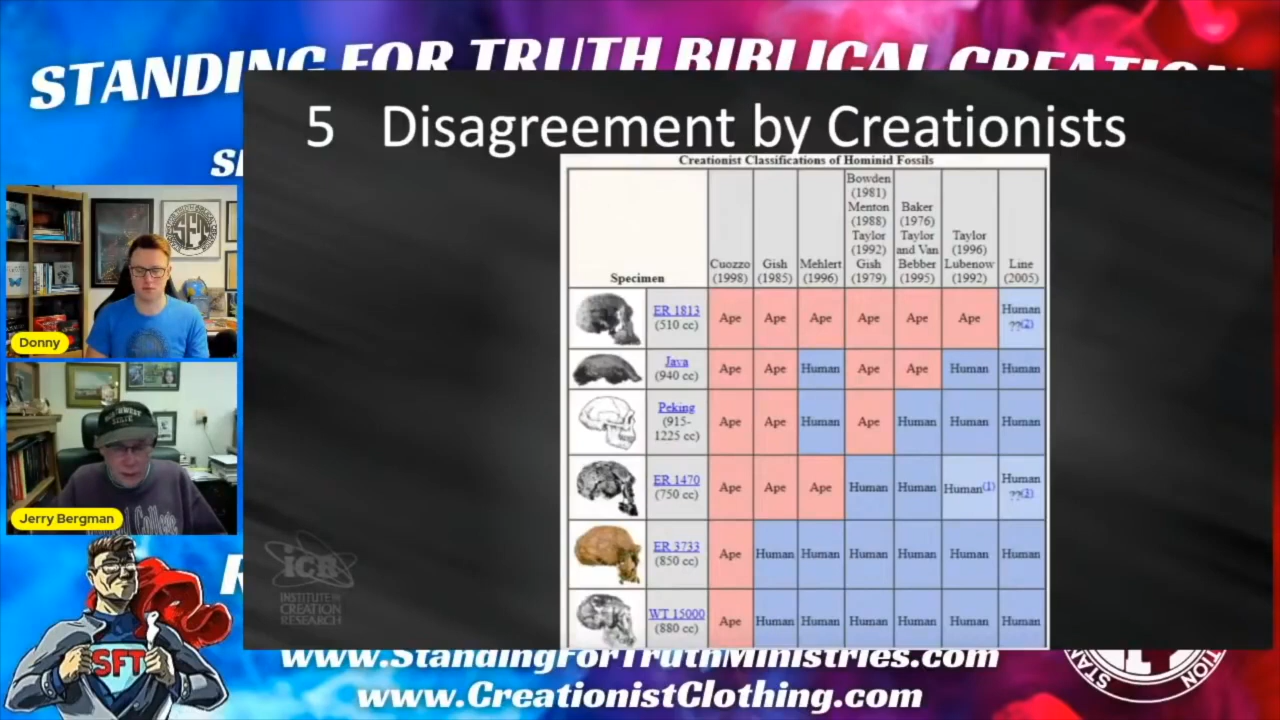 STANDING FOR TRUTH BIBLICAL CREATION
5 Disagreement by Creationists
Creationist Classifications of Hominid Fossils
Specimen
Cuozzo
(1998)
Gish
(1985)
Mehlert
(1996)
Bowden
(1981)
Menton
(1988)
Taylor
(1992)
Gish
(1979)
Baker
(1976)
Taylor
and Van
Bebber
(1995)
Taylor
(1996)
Lubenow
(1992)
Line
(2005)
ER 1813
(510 cc)
Ape Ape Ape Ape Ape Ape Human
??(2)
Java
(940 cc)
Ape Ape Human Ape Ape Human Human
Peking
(915-
1225 cc)
Ape Ape Human Ape Human Human Human
ER 1470
(750 cc)
Ape Ape Ape Human Human Human(1) Human
??(3)
ER 3733
(850 cc)
Ape Human Human Human Human Human Human
WT 15000
(880 cc)
Ape Human Human Human Human Human Human
Donny
Jerry Bergman
iCR
INSTITUTE for
CREATION
RESEARCH
SFT
www.StandingForTruthMinistries.com
www.CreationistClothing.com